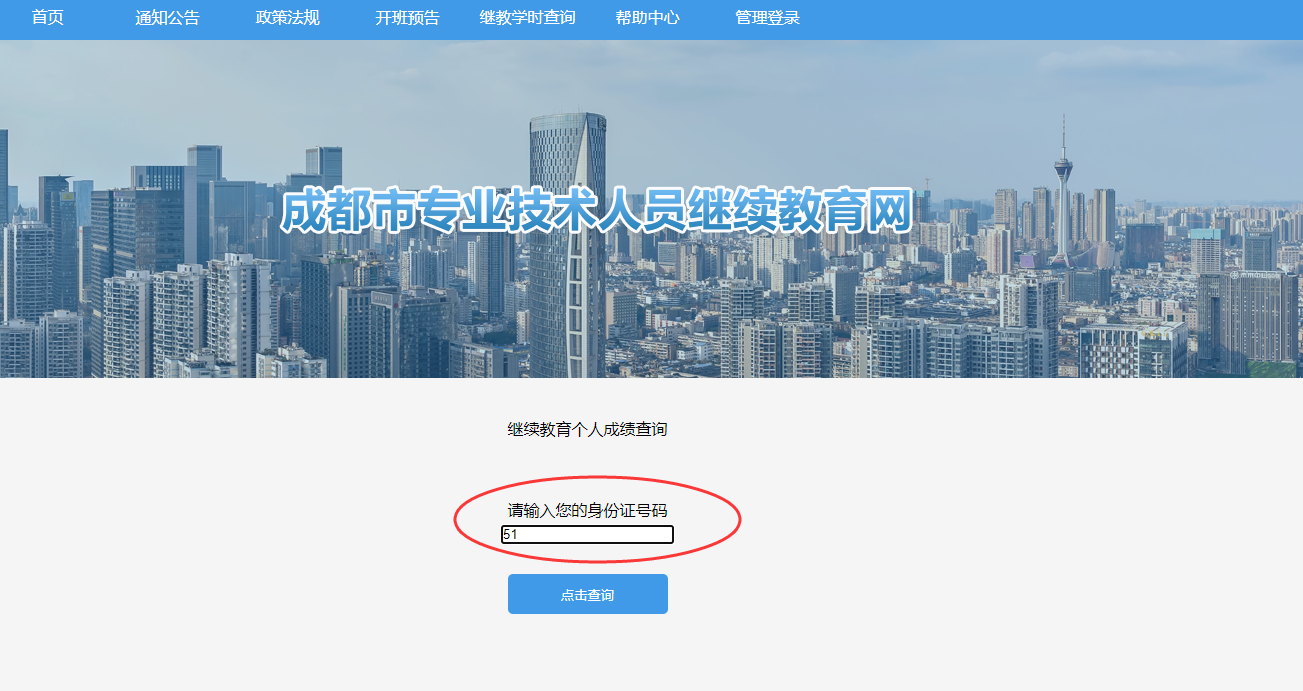 首页 通知公告 政策法规 开班预告 继教学时查询 帮助中心 管理登录
成都市专业技术人员继续教育网
继续教育个人成绩查询
请输入您的身份证号码
51
点击查询